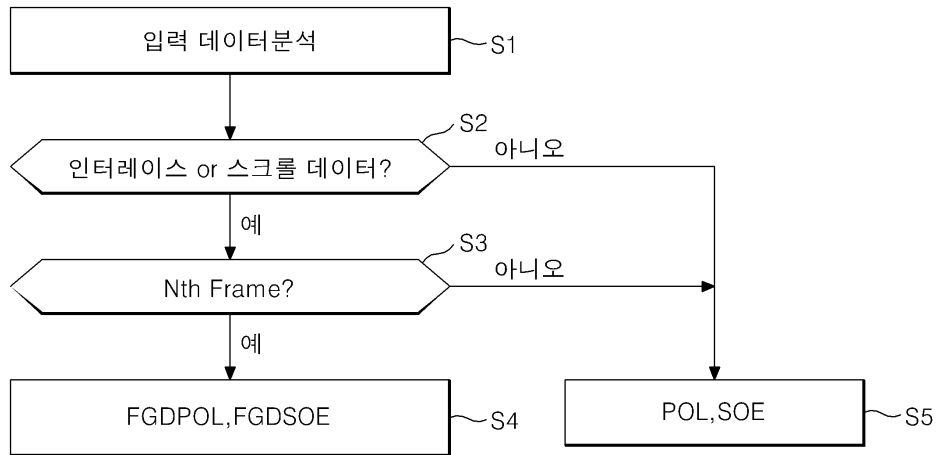 입력 데이터분석
S1
S2
인터레이스 or 스크롤 데이터?
아니오
예
S3
Nth Frame?
아니오
예
FGDPOL,FGDSOE
S4
POL,SOE
S5